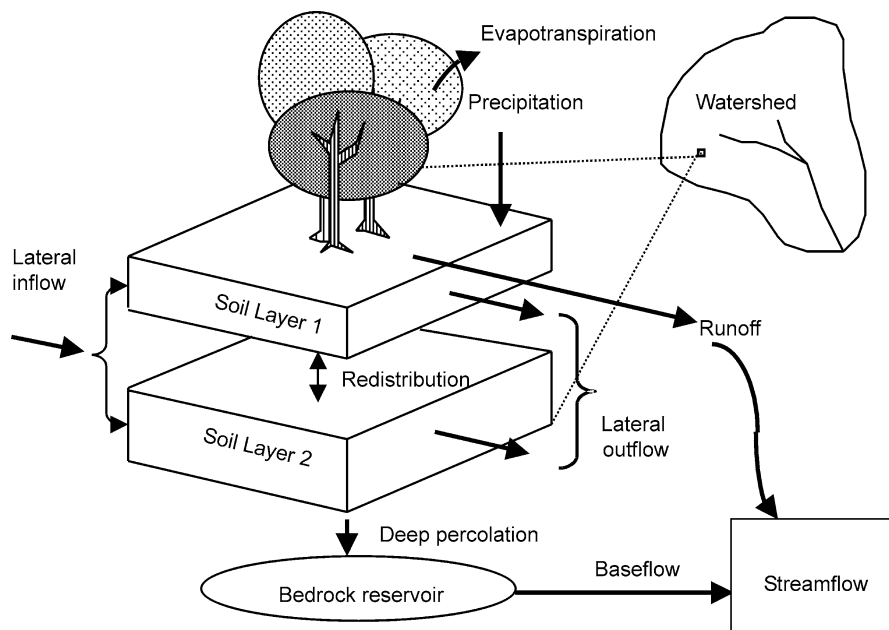 Evapotranspiration
Precipitation
Watershed
Lateral
inflow
Soil Layer 1
Runoff
Redistribution
Soil Layer 2
Lateral
outflow
Deep percolation
Baseflow
Bedrock reservoir
Streamflow